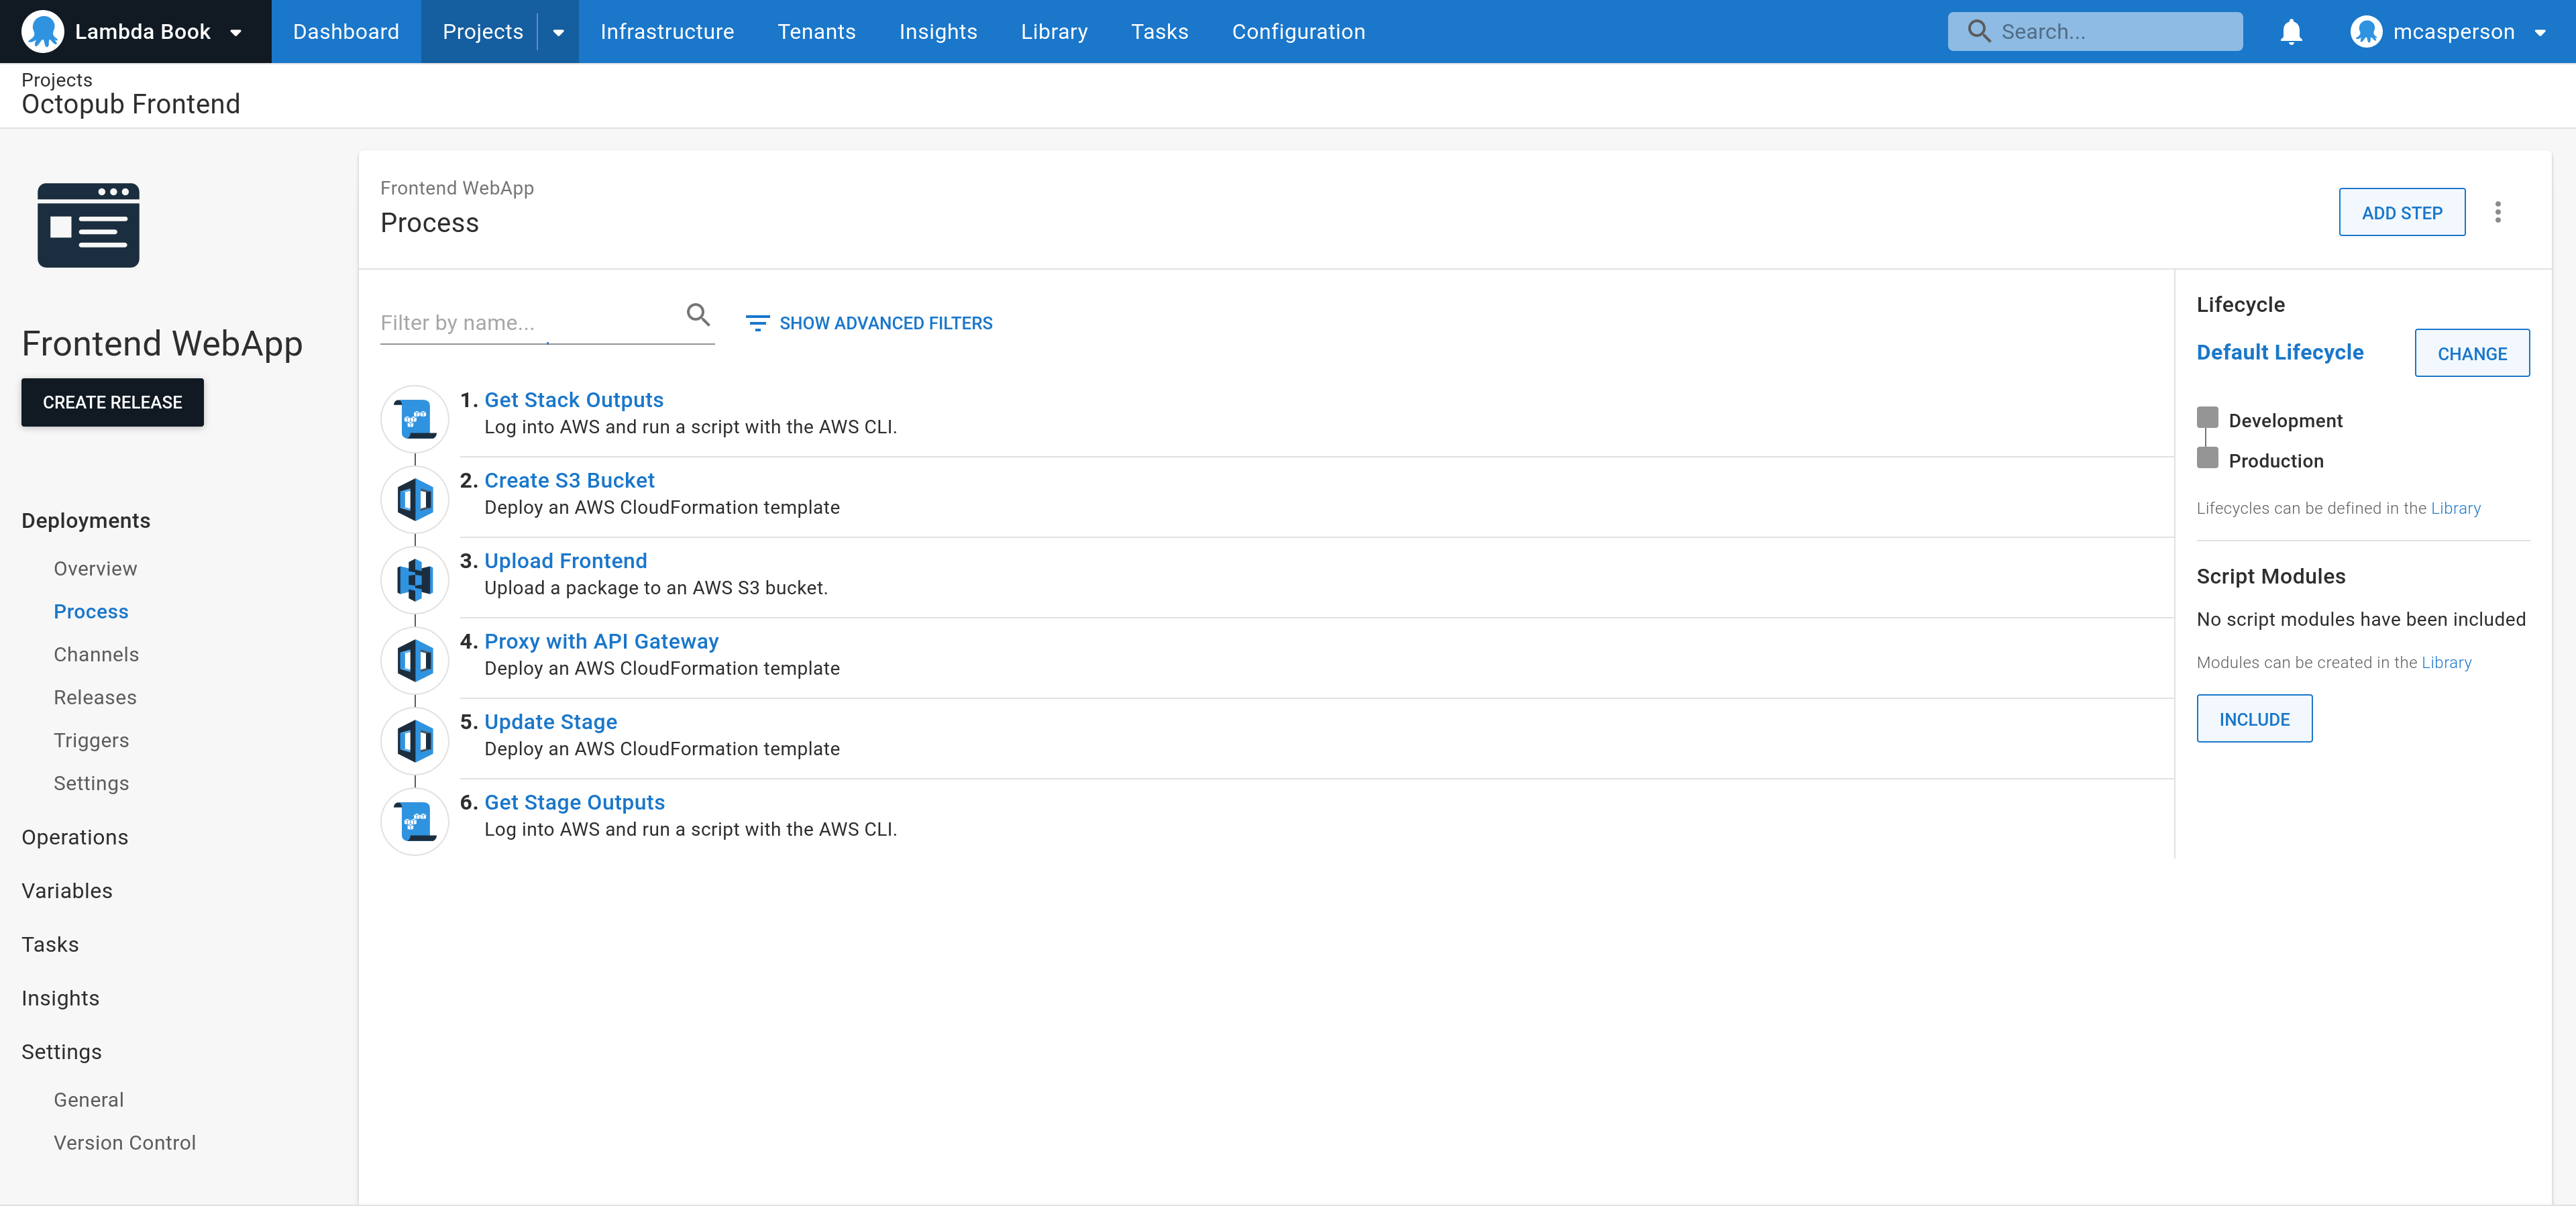 Lambda Book
Dashboard
Projects
Infrastructure
Tenants
Insights
Library
Tasks
Configuration
Search...
mcasperson
Projects
Octopub Frontend
Frontend WebApp
CREATE RELEASE
Deployments
Overview
Process
Channels
Releases
Triggers
Settings
Operations
Variables
Tasks
Insights
Settings
General
Version Control
Frontend WebApp
Process
ADD STEP
Filter by name...
SHOW ADVANCED FILTERS
1. Get Stack Outputs
Log into AWS and run a script with the AWS CLI.
2. Create S3 Bucket
Deploy an AWS CloudFormation template
3. Upload Frontend
Upload a package to an AWS S3 bucket.
4. Proxy with API Gateway
Deploy an AWS CloudFormation template
5. Update Stage
Deploy an AWS CloudFormation template
6. Get Stage Outputs
Log into AWS and run a script with the AWS CLI.
Lifecycle
Default Lifecycle
CHANGE
Development
Production
Lifecycles can be defined in the Library
Script Modules
No script modules have been included
Modules can be created in the Library
INCLUDE